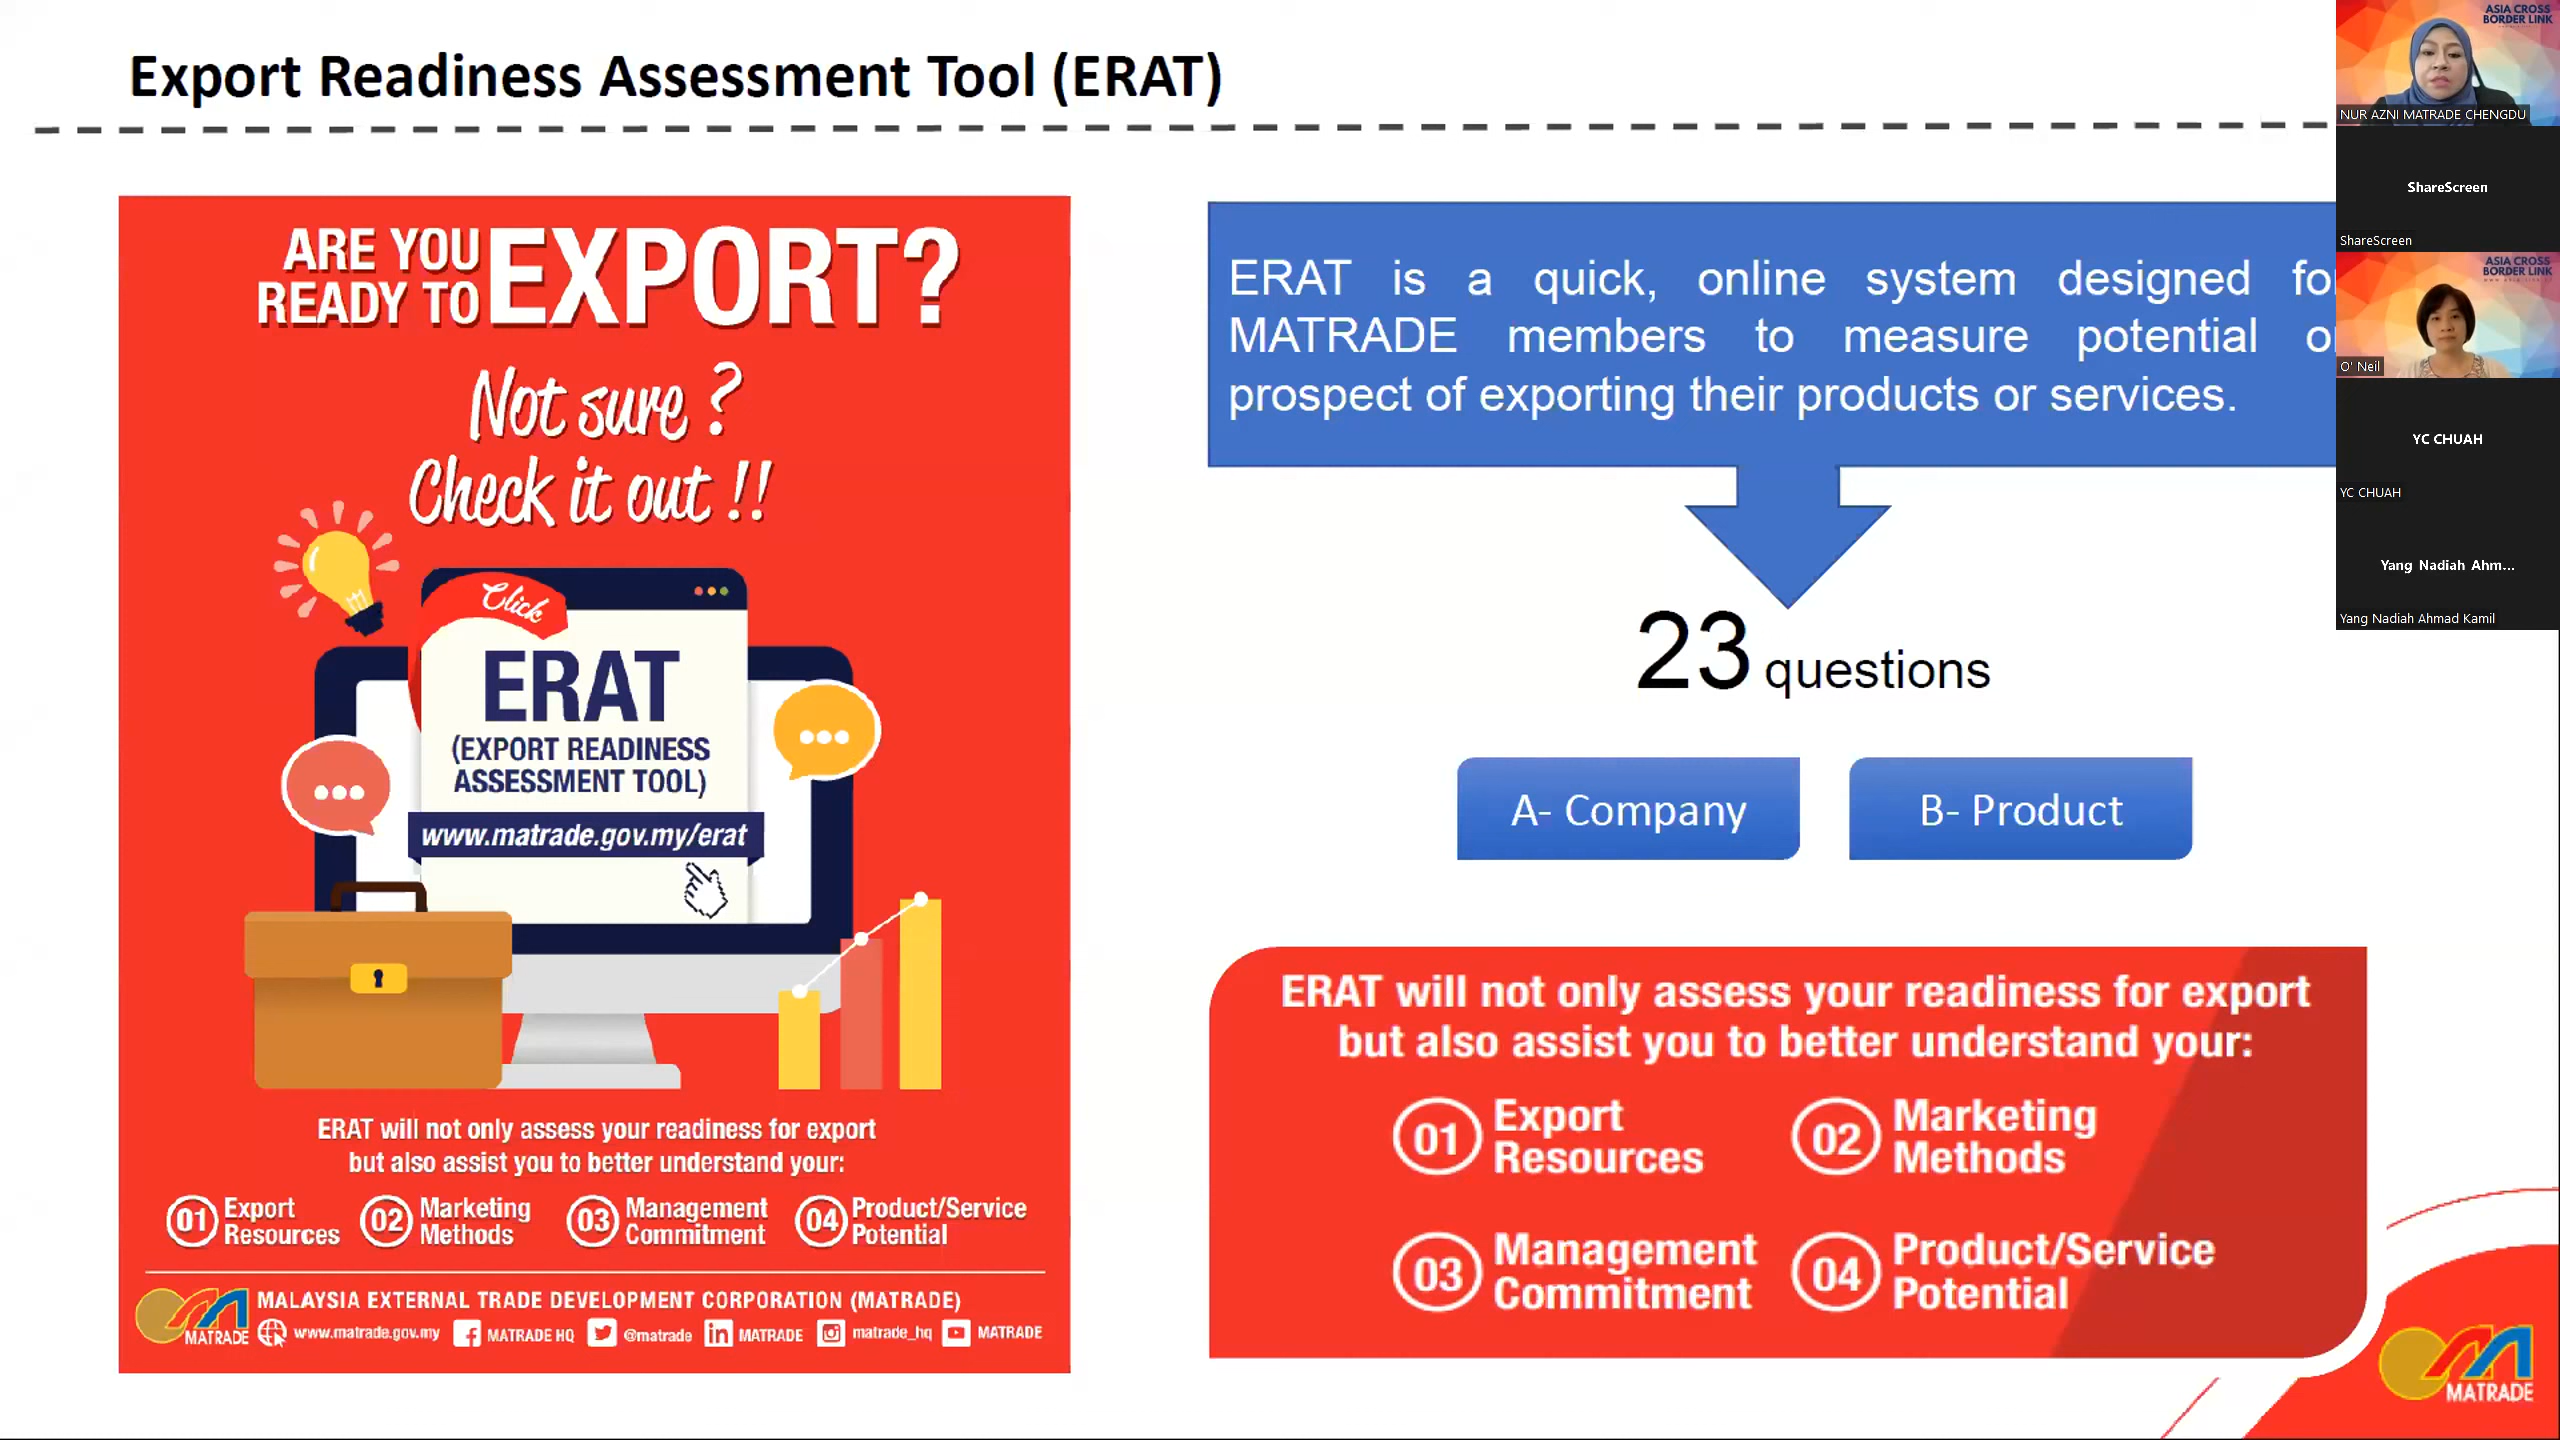 Export Readiness Assessment Tool (ERAT)
ARE YOU
READY TO
EXPORT?
Not sure ?
Check it out !!
Click
ERAT
(EXPORT READINESS
ASSESSMENT TOOL)
www.matrade.gov.my/erat
ERAT will not only assess your readiness for export
but also assist you to better understand your:
01 Export
Resources
02 Marketing
Methods
03 Management
Commitment
04 Product/Service
Potential
MATRADE
MALAYSIA EXTERNAL TRADE DEVELOPMENT CORPORATION (MATRADE)
www.matrade.gov.my MATRADE HQ @matrade MATRADE matrade_hq MATRADE
ERAT is a quick, online system designed
MATRADE members to measure potential
prospect of exporting their products or services.
23 questions
A- Company
B- Product
ERAT will not only assess your readiness for export
but also assist you to better understand your:
01 Export
Resources
02 Marketing
Methods
03 Management
Commitment
04 Product/Service
Potential
MATRADE
ASIA CROSS
BORDER LINK
NUR AZNI MATRADE CHENGDU
ShareScreen
ShareScreen
ASIA CROSS
BORDER LINK
O' Neil
YC CHUAH
YC CHUAH
Yang Nadiah Ahm...
Yang Nadiah Ahmad Kamil